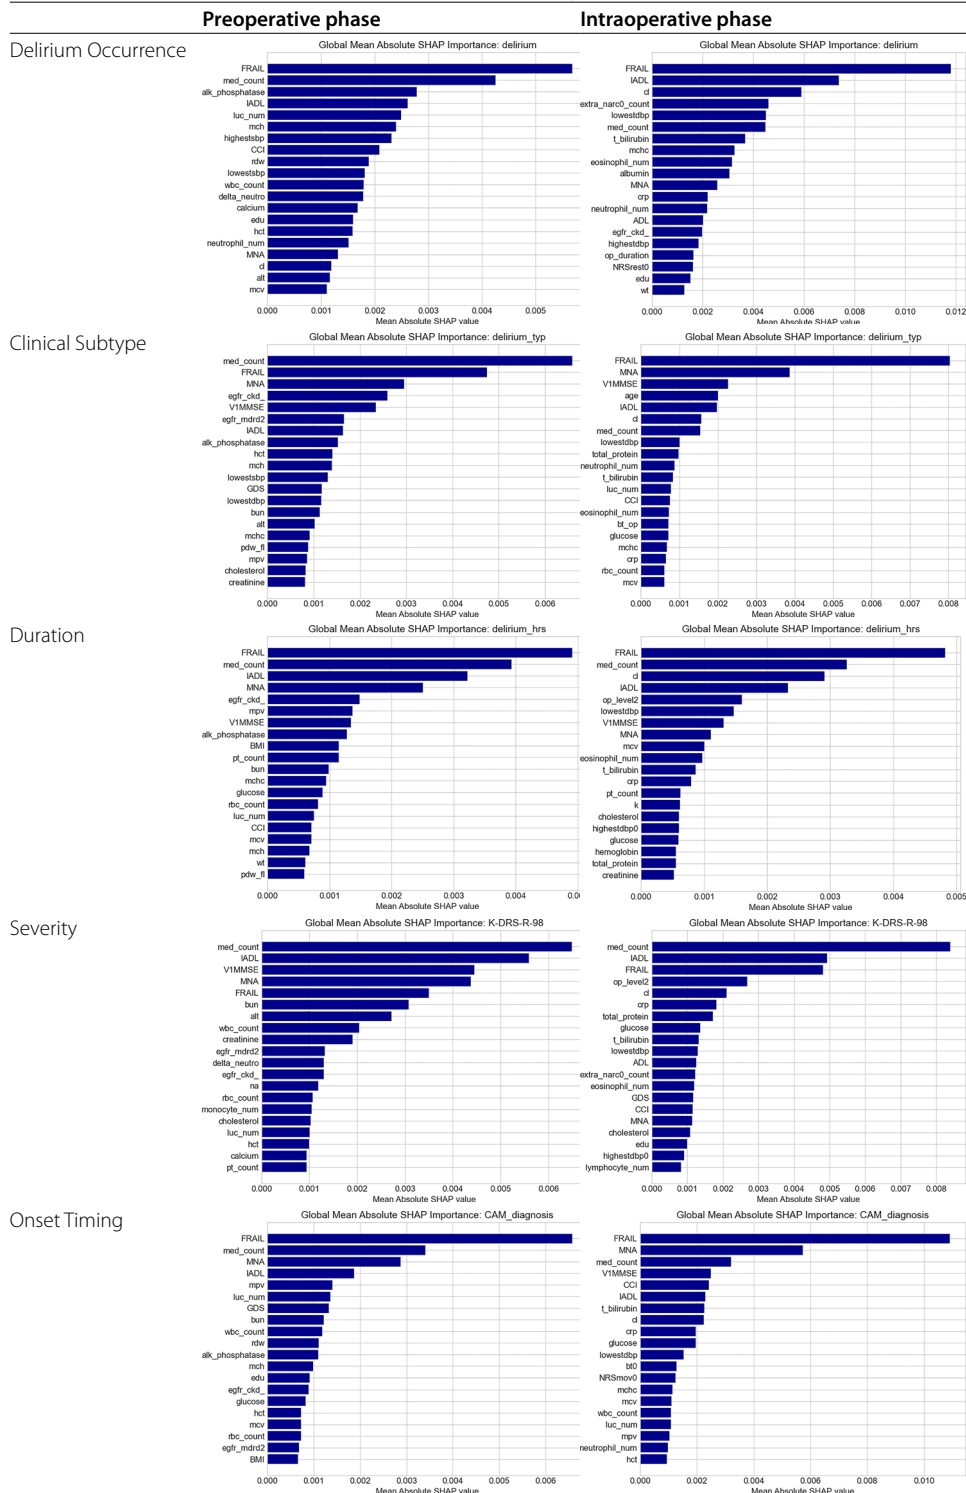 Preoperative phase
Intraoperative phase
Delirium Occurrence
Global Mean Absolute SHAP Importance: delirium
FRAIL
med_count
alk_phosphatase
IADL
luc_num
mch
highestsbp
CCI
rdw
lowestsbp
wbc_count
delta_neutro
calcium
edu
hct
neutrophil_num
MNA
cl
alt
mcv
0.000 0.001 0.002 0.003 0.004 0.005
Mean Absolute SHAP value
Global Mean Absolute SHAP Importance: delirium
FRAIL
IADL
cl
extra_narc0_count
lowestdbp
med_count
t_bilirubin
mchc
eosinophil_num
albumin
MNA
crp
neutrophil_num
ADL
egfr_ckd_
highestdbp
op_duration
NRSrest0
edu
wt
0.000 0.002 0.004 0.006 0.008 0.010 0.012
Mean Absolute SHAP value
Clinical Subtype
Global Mean Absolute SHAP Importance: delirium_typ
med_count
FRAIL
MNA
egfr_ckd_
V1MMSE
egfr_mdrd2
IADL
alk_phosphatase
hct
mch
lowestsbp
GDS
lowestdbp
bun
alt
mchc
pdw_fl
mpv
cholesterol
creatinine
0.000 0.001 0.002 0.003 0.004 0.005 0.006
Mean Absolute SHAP value
Global Mean Absolute SHAP Importance: delirium_typ
FRAIL
MNA
V1MMSE
age
IADL
cl
med_count
lowestdbp
total_protein
neutrophil_num
t_bilirubin
luc_num
CCI
eosinophil_num
bt_op
glucose
mchc
crp
rbc_count
mcv
0.000 0.001 0.002 0.003 0.004 0.005 0.006 0.007 0.008
Mean Absolute SHAP value
Duration
Global Mean Absolute SHAP Importance: delirium_hrs
FRAIL
med_count
IADL
MNA
egfr_ckd_
mpv
V1MMSE
alk_phosphatase
BMI
pt_count
bun
mchc
glucose
rbc_count
luc_num
CCI
mcv
mch
wt
pdw_fl
0.000 0.001 0.002 0.003 0.004
Mean Absolute SHAP value
Global Mean Absolute SHAP Importance: delirium_hrs
FRAIL
med_count
cl
IADL
op_level2
lowestdbp
V1MMSE
MNA
mcv
eosinophil_num
t_bilirubin
crp
pt_count
k
cholesterol
highestdbp0
glucose
hemoglobin
total_protein
creatinine
0.000 0.001 0.002 0.003 0.004 0.005
Mean Absolute SHAP value
Severity
Global Mean Absolute SHAP Importance: K-DRS-R-98
med_count
IADL
V1MMSE
MNA
FRAIL
bun
alt
wbc_count
creatinine
egfr_mdrd2
delta_neutro
egfr_ckd_
na
rbc_count
monocyte_num
cholesterol
luc_num
hct
calcium
pt_count
0.000 0.001 0.002 0.003 0.004 0.005 0.006
Mean Absolute SHAP value
Global Mean Absolute SHAP Importance: K-DRS-R-98
med_count
IADL
FRAIL
op_level2
cl
crp
total_protein
glucose
t_bilirubin
lowestdbp
ADL
extra_narc0_count
eosinophil_num
GDS
CCI
MNA
cholesterol
edu
highestdbp0
lymphocyte_num
0.000 0.001 0.002 0.003 0.004 0.005 0.006 0.007 0.008
Mean Absolute SHAP value
Onset Timing
Global Mean Absolute SHAP Importance: CAM_diagnosis
FRAIL
med_count
MNA
IADL
mpv
luc_num
GDS
bun
wbc_count
rdw
alk_phosphatase
mch
edu
egfr_ckd_
glucose
hct
mcv
rbc_count
egfr_mdrd2
BMI
0.000 0.001 0.002 0.003 0.004 0.005 0.006
Mean Absolute SHAP value
Global Mean Absolute SHAP Importance: CAM_diagnosis
FRAIL
MNA
med_count
V1MMSE
CCI
IADL
t_bilirubin
cl
crp
glucose
lowestdbp
bt0
NRSmov0
mchc
mcv
wbc_count
luc_num
mpv
neutrophil_num
hct
0.000 0.002 0.004 0.006 0.008 0.010
Mean Absolute SHAP value